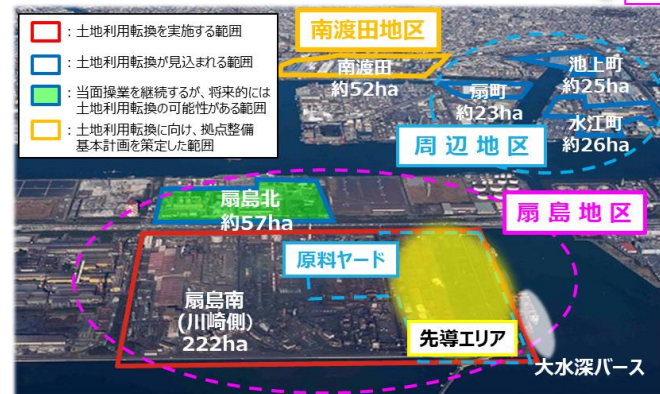 ：土地利用転換を実施する範囲
：土地利用転換が見込まれる範囲
：当面操業を継続するが、将来的には
土地利用転換の可能性がある範囲
：土地利用転換に向け、拠点整備
基本計画を策定した範囲
南渡田地区
南渡田
約52ha
池上町
約25ha
扇町
約23ha
水江町
約26ha
周辺地区
扇島北
約57ha
扇島地区
原料ヤード
扇島南
(川崎側)
222ha
先導エリア
大水深バース